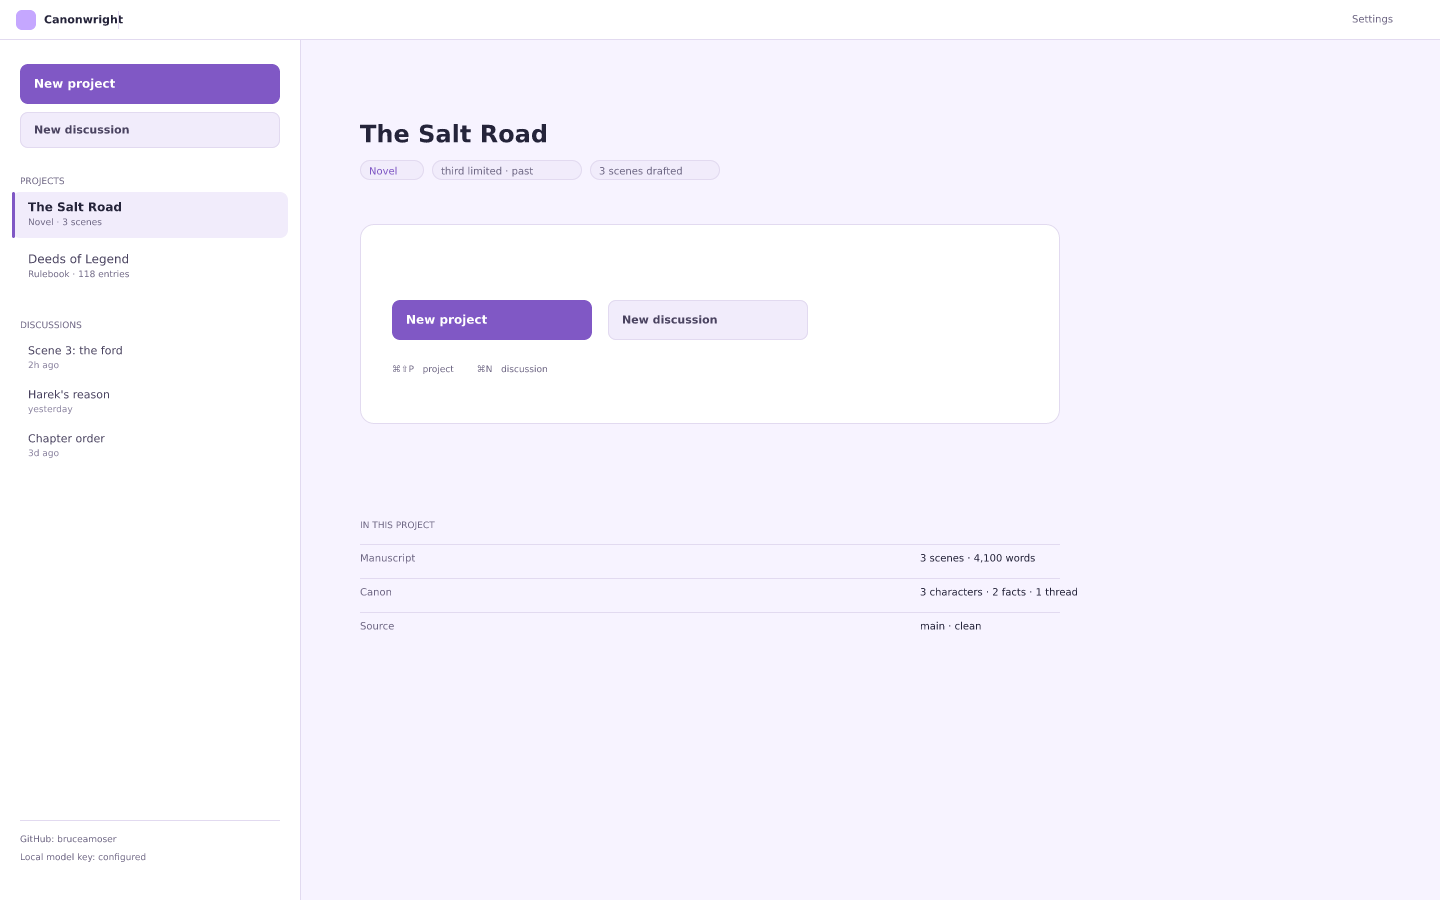 Canonwright
Settings
New project
New discussion
PROJECTS
The Salt Road
Novel · 3 scenes
Deeds of Legend
Rulebook · 118 entries
DISCUSSIONS
Scene 3: the ford
2h ago
Harek's reason
yesterday
Chapter order
3d ago
GitHub: bruceamoser
Local model key: configured
The Salt Road
Novel
third limited · past
3 scenes drafted
New project
New discussion
⌘⇧P project
⌘N discussion
IN THIS PROJECT
Manuscript
3 scenes · 4,100 words
Canon
3 characters · 2 facts · 1 thread
Source
main · clean